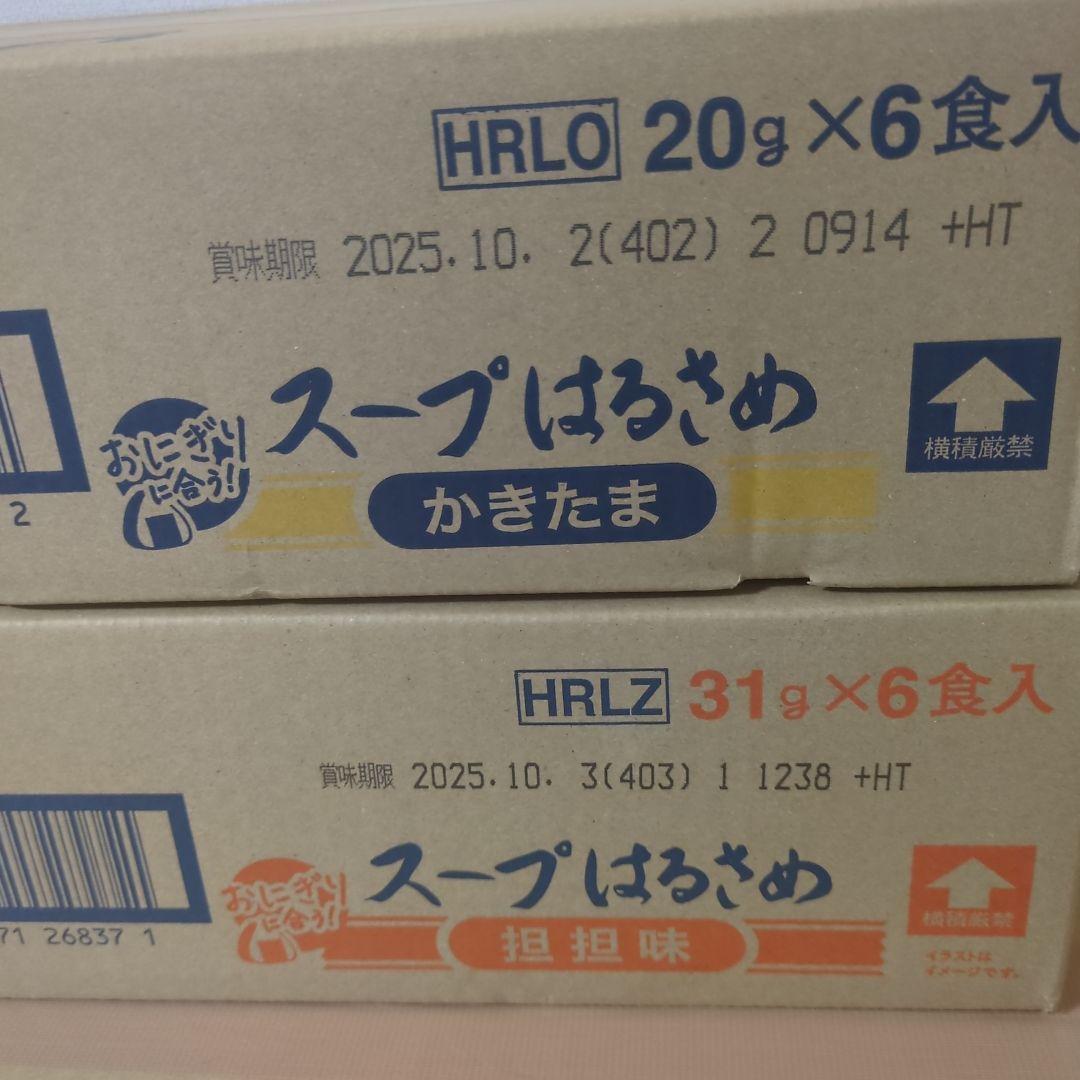 HRLO 20g×6食入
賞味期限 2025.10. 2(402) 2 0914 +HT
スープはるさめ
おにぎり
に合う!
かきたま
横積厳禁
2
HRLZ 31g×6食入
賞味期限 2025.10. 3(403) 1 1238 +HT
スープはるさめ
おにぎり
に合う!
担担味
横積厳禁
イラストは
イメージです。
71 26837 1